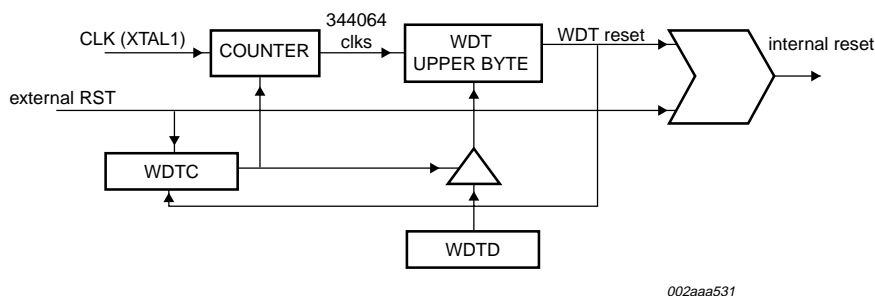 CLK (XTAL1)
COUNTER
344064
clks
WDT
UPPER BYTE
WDT reset
internal reset
external RST
WDTC
WDTD
002aaa531